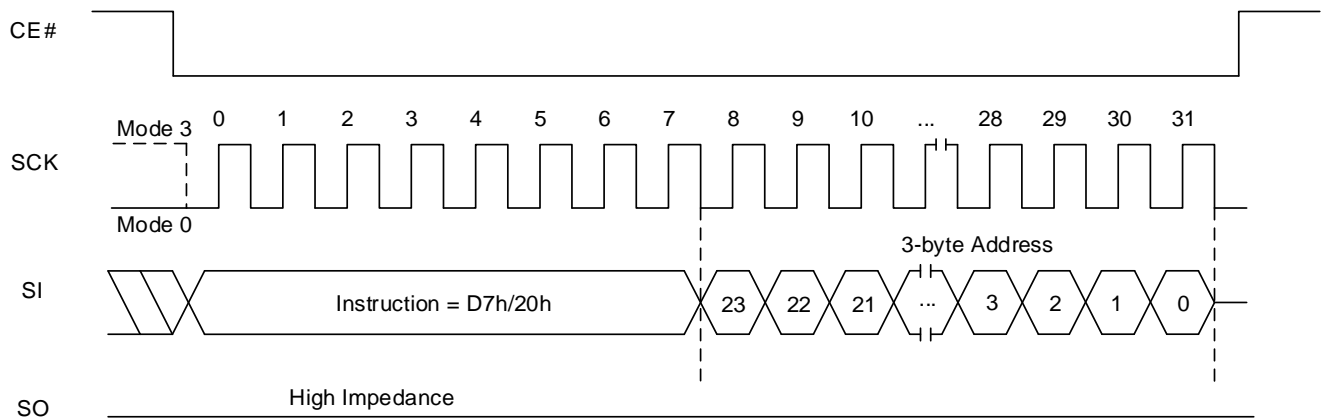 CE#
0 1 2 3 4 5 6 7 8 9 10 ... 28 29 30 31
Mode 3
SCK
Mode 0
3-byte Address
SI
Instruction = D7h/20h 23 22 21 ... 3 2 1 0
High Impedance
SO